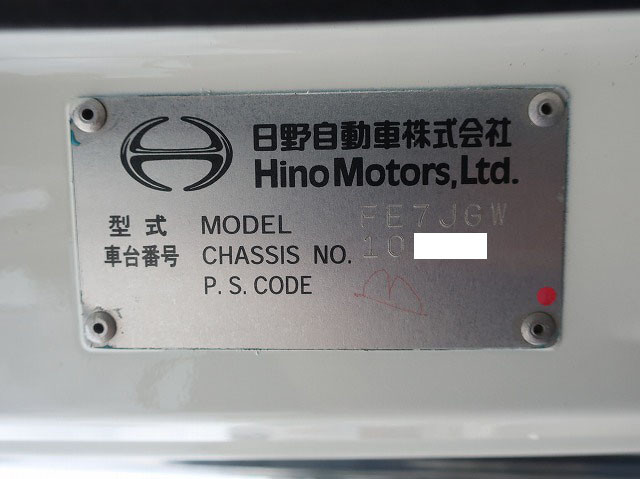 日野自動車株式会社
Hino Motors, Ltd.
型式 MODEL FE7JGW
車台番号 CHASSIS NO. 10
P. S. CODE